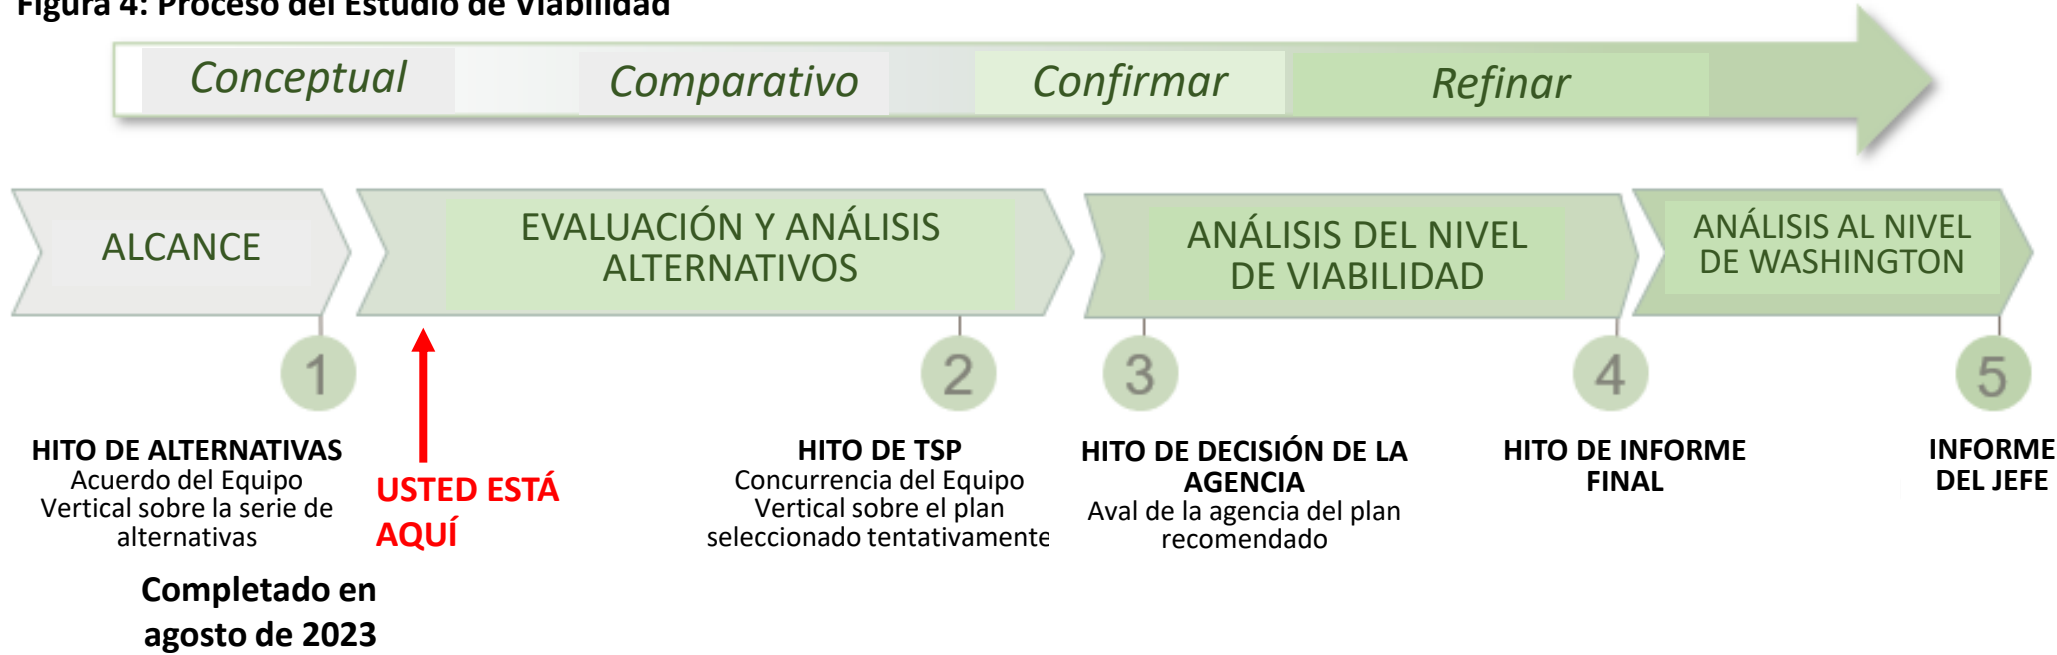 Figura 4: Proceso del Estudio de Viabilidad
Conceptual
Comparativo
Confirmar
Refinar
ALCANCE
EVALUACIÓN Y ANÁLISIS
ALTERNATIVOS
ANÁLISIS DEL NIVEL
DE VIABILIDAD
ANÁLISIS AL NIVEL
DE WASHINGTON
1
2
3
4
5
HITO DE ALTERNATIVAS
Acuerdo del Equipo
Vertical sobre la serie de
alternativas
Completado en
agosto de 2023
USTED ESTÁ
AQUÍ
HITO DE TSP
Concurrencia del Equipo
Vertical sobre el plan
seleccionado tentativamente
HITO DE DECISIÓN DE LA
AGENCIA
Aval de la agencia del plan
recomendado
HITO DE INFORME
FINAL
INFORME
DEL JEFE